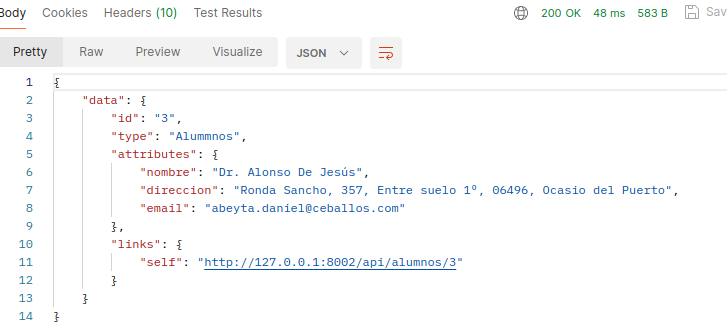 Body Cookies Headers (10) Test Results 200 OK 48 ms 583 B Sav
Pretty Raw Preview Visualize JSON
1 {
2 "data": {
3 "id": "3",
4 "type": "Alummnos",
5 "attributes": {
6 "nombre": "Dr. Alonso De Jesús",
7 "direccion": "Ronda Sancho, 357, Entre suelo 1º, 06496, Ocasio del Puerto",
8 "email": "abeyta.daniel@ceballos.com"
9 },
10 "links": {
11 "self": "http://127.0.0.1:8002/api/alumnos/3"
12 }
13 }
14 }